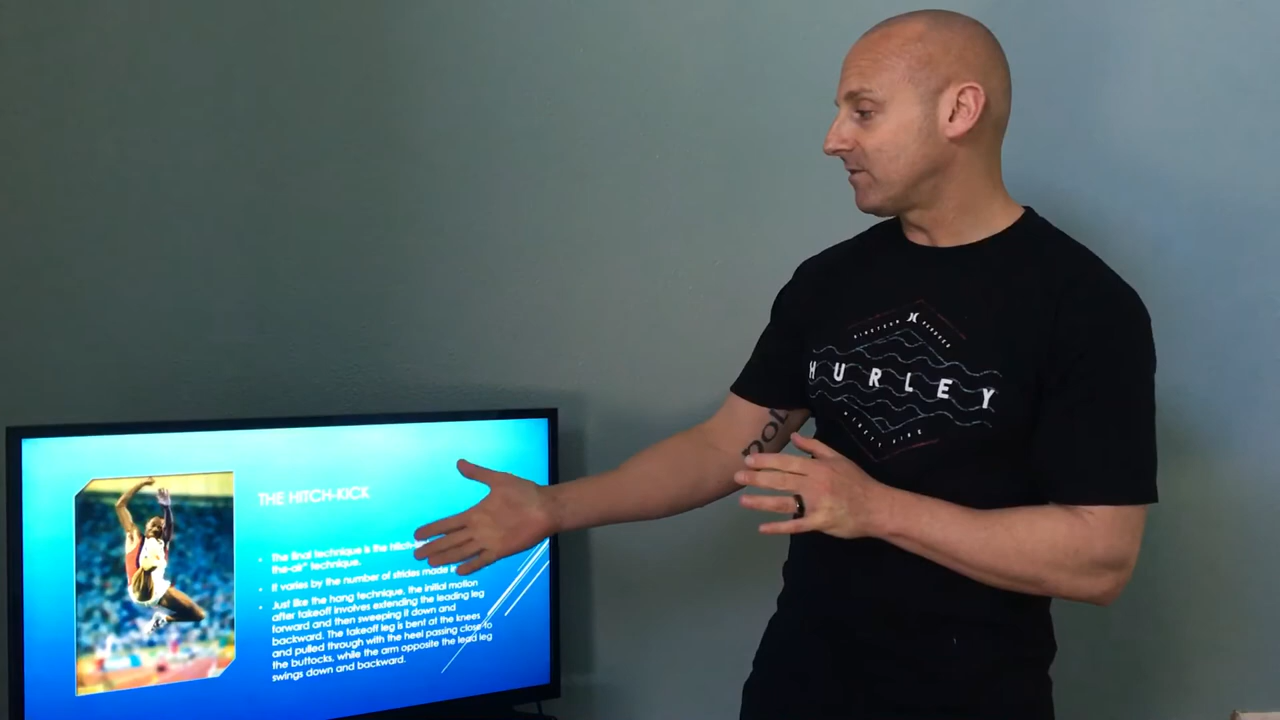 THE HITCH-KICK
The final technique is the hitch-
the-air" technique.
It varies by the number of strides made in
Just like the hang technique, the initial motion
after takeoff involves extending the leading leg
forward and then sweeping it down and
backward. The takeoff leg is bent at the knees
and pulled through with the heel passing close to
the buttocks, while the arm opposite the lead leg
swings down and backward.
HURLEY